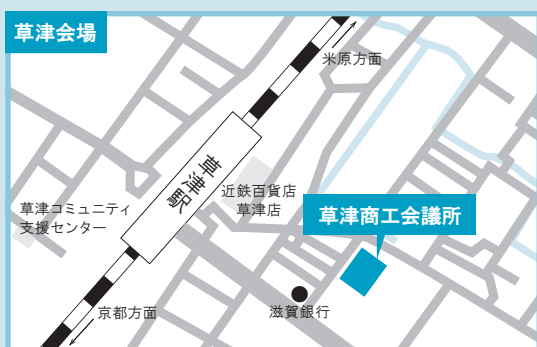 草津会場
米原方面
草津駅
近鉄百貨店
草津店
草津コミュニティ
支援センター
草津商工会議所
京都方面
滋賀銀行